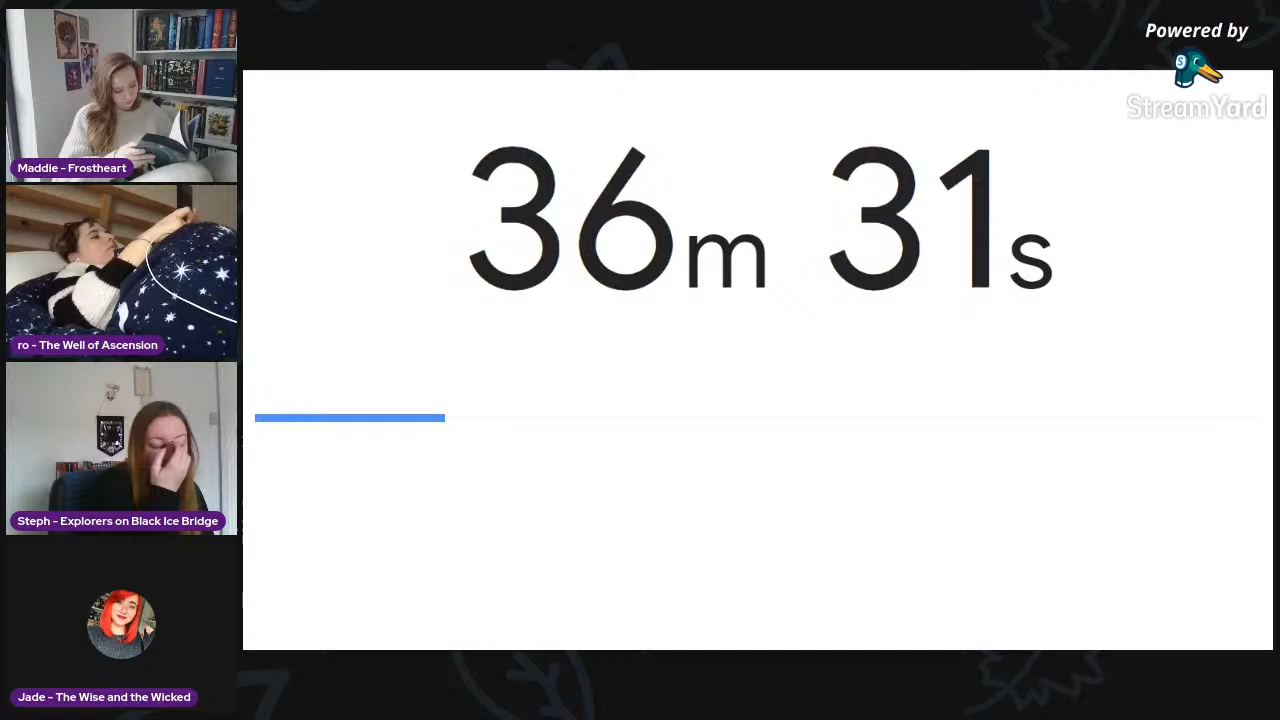 Powered by
StreamYard
36m 31s
Maddie - Frostheart
ro - The Well of Ascension
Steph - Explorers on Black Ice Bridge
Jade - The Wise and the Wicked